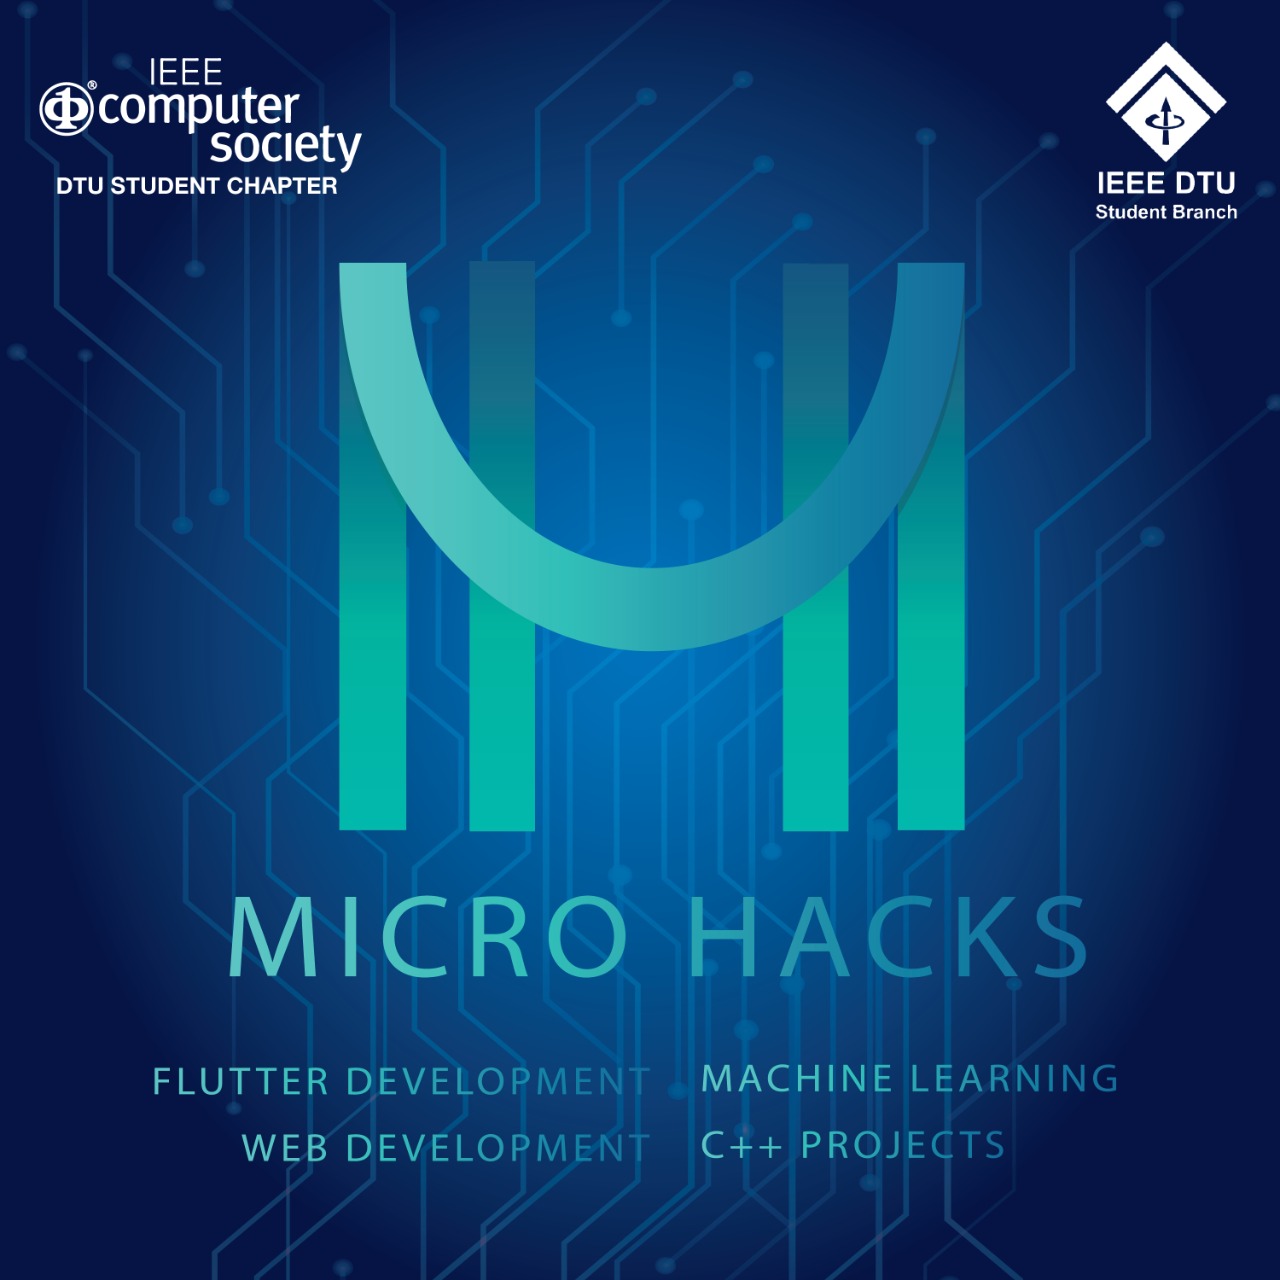 IEEE
computer
society
DTU STUDENT CHAPTER
IEEE DTU
Student Branch
MICRO HACKS
FLUTTER DEVELOPMENT
MACHINE LEARNING
WEB DEVELOPMENT
C++ PROJECTS